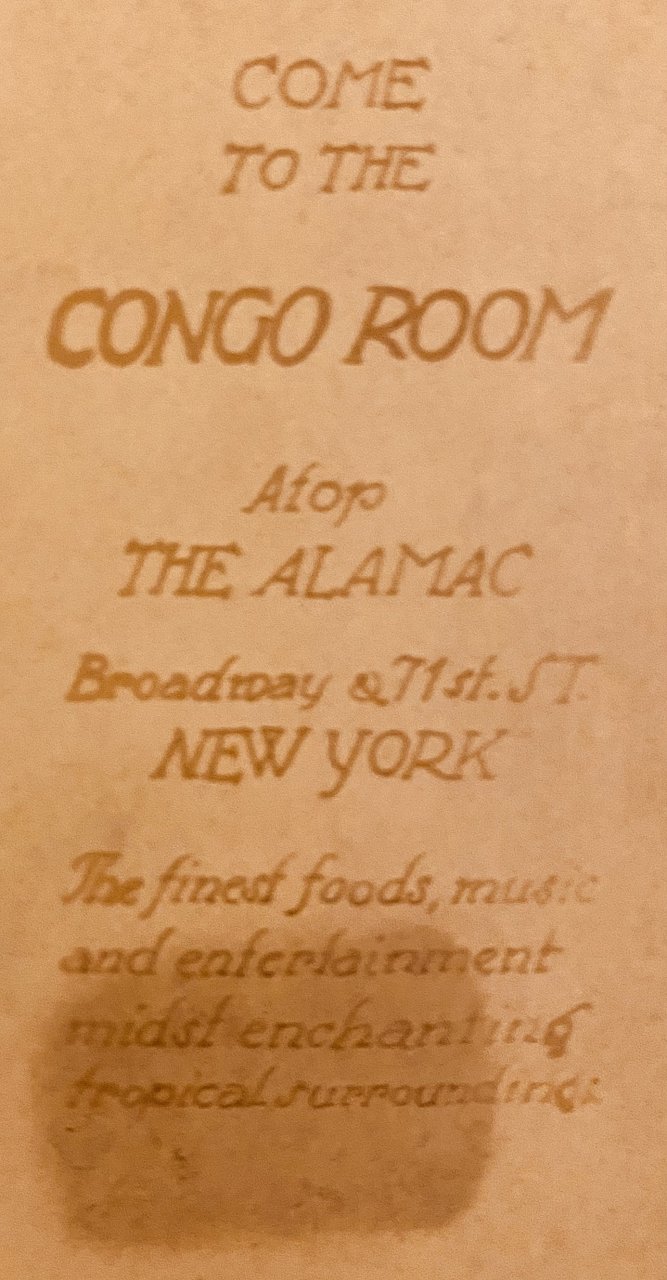 COME
TO THE
CONGO ROOM
Atop
THE ALAMAC
Broadway & 71st. ST.
NEW YORK
The finest foods, music
and entertainment
midst enchanting
tropical surroundings